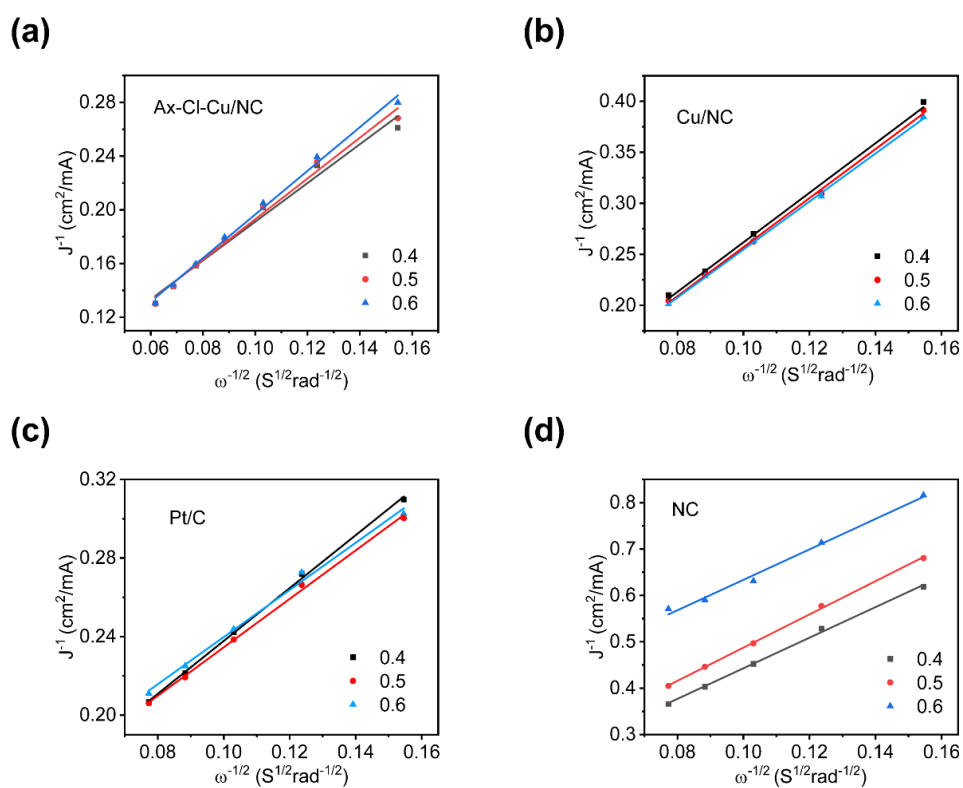 (a)
Ax-Cl-Cu/NC
J⁻¹ (cm²/mA)
0.28
0.24
0.20
0.16
0.12
0.4
0.5
0.6
0.06 0.08 0.10 0.12 0.14 0.16
ω⁻¹/² (S¹/²rad⁻¹/²)
(b)
Cu/NC
J⁻¹ (cm²/mA)
0.40
0.35
0.30
0.25
0.20
0.4
0.5
0.6
0.08 0.10 0.12 0.14 0.16
ω⁻¹/² (S¹/²rad⁻¹/²)
(c)
Pt/C
J⁻¹ (cm²/mA)
0.32
0.28
0.24
0.20
0.4
0.5
0.6
0.08 0.10 0.12 0.14 0.16
ω⁻¹/² (S¹/²rad⁻¹/²)
(d)
NC
J⁻¹ (cm²/mA)
0.8
0.7
0.6
0.5
0.4
0.3
0.4
0.5
0.6
0.08 0.10 0.12 0.14 0.16
ω⁻¹/² (S¹/²rad⁻¹/²)